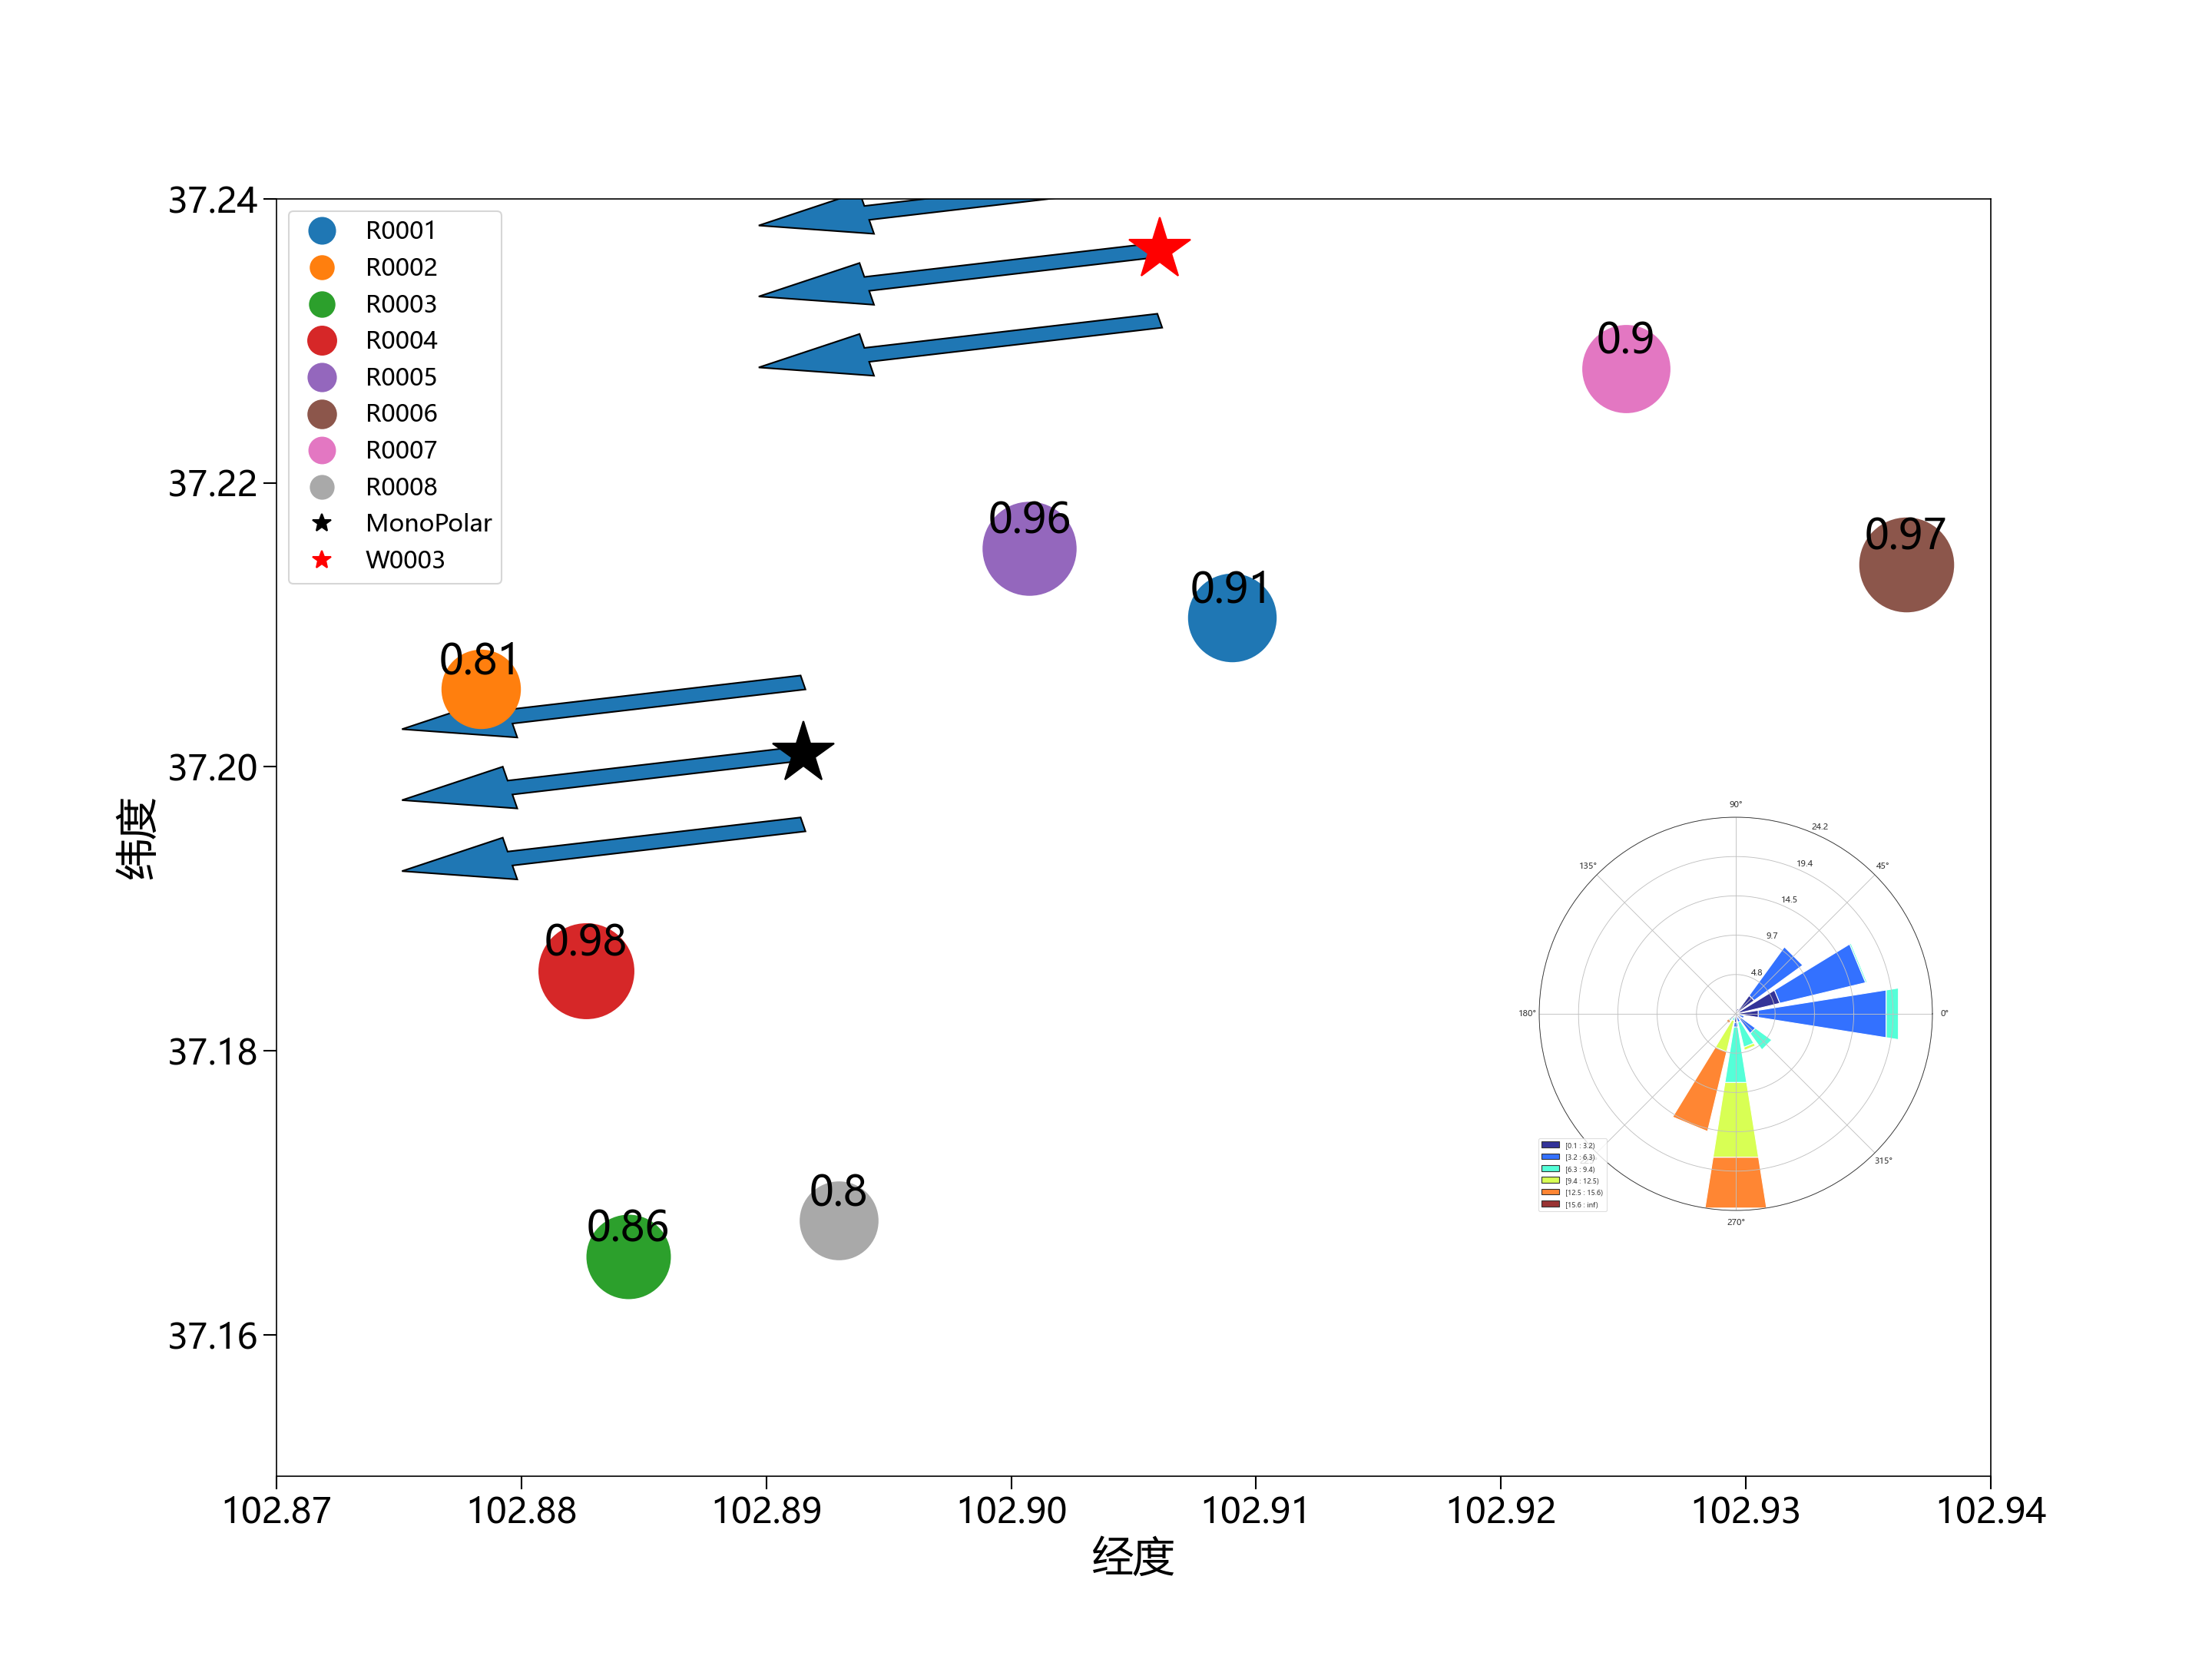 37.24
37.22
37.20
37.18
37.16
纬度
R0001
R0002
R0003
R0004
R0005
R0006
R0007
R0008
MonoPolar
W0003
0.9
0.96
0.97
0.91
0.81
0.98
0.8
0.86
90°
24.2
135°
19.4
45°
14.5
9.7
4.8
180°
0°
315°
270°
[0.1 : 3.2)
[3.2 : 6.3)
[6.3 : 9.4)
[9.4 : 12.5)
[12.5 : 15.6)
[15.6 : inf)
102.87
102.88
102.89
102.90
102.91
102.92
102.93
102.94
经度